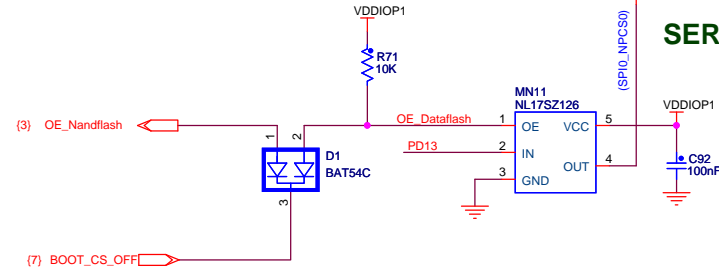 VDDIOP1
SER
(SPI0_NPCS0)
R71
10K
MN11
NL17SZ126
VDDIOP1
{3} OE_Nandflash
OE_Dataflash
1 OE VCC 5
1 2
PD13
2 IN
D1
BAT54C
OUT 4
3 GND
C92
100nF
3
{7} BOOT_CS_OFF